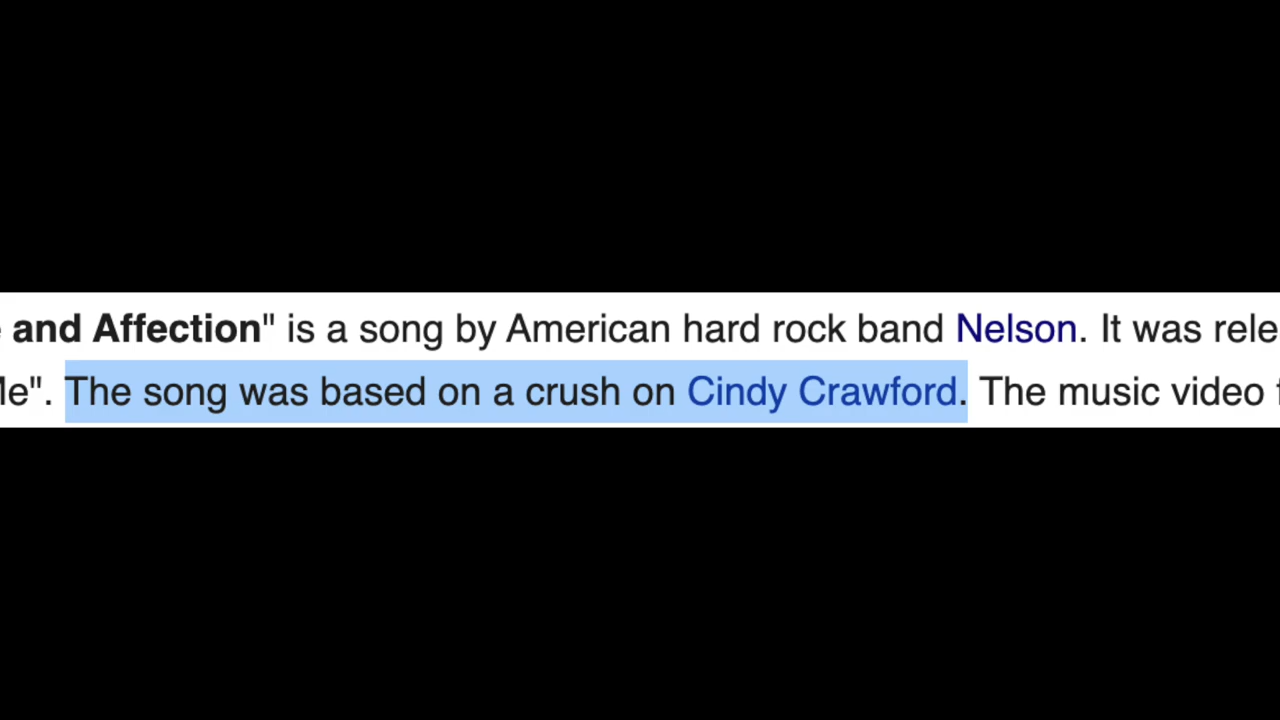 and Affection" is a song by American hard rock band Nelson. It was rele
Me". The song was based on a crush on Cindy Crawford. The music video